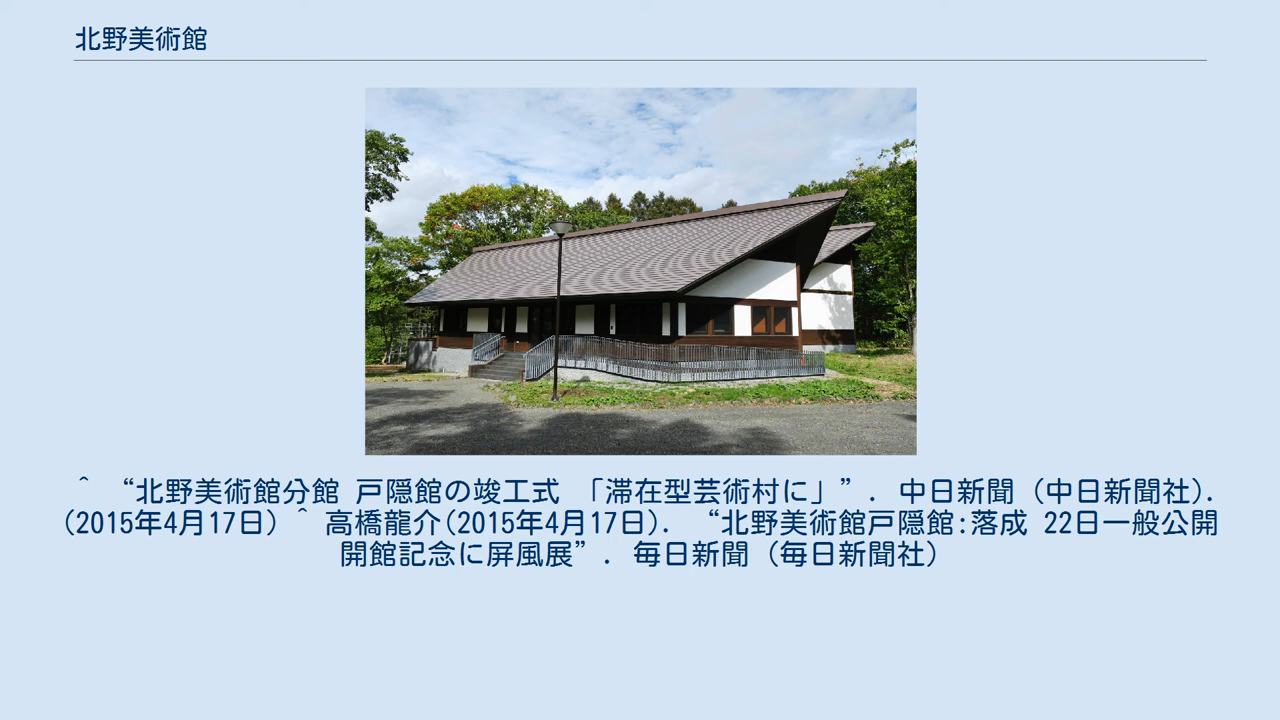 北野美術館
^ “北野美術館分館 戸隠館の竣工式 「滞在型芸術村に」”. 中日新聞 (中日新聞社).
(2015年4月17日) ^ 高橋龍介(2015年4月17日). “北野美術館戸隠館:落成 22日一般公開
開館記念に屏風展”. 毎日新聞 (毎日新聞社)